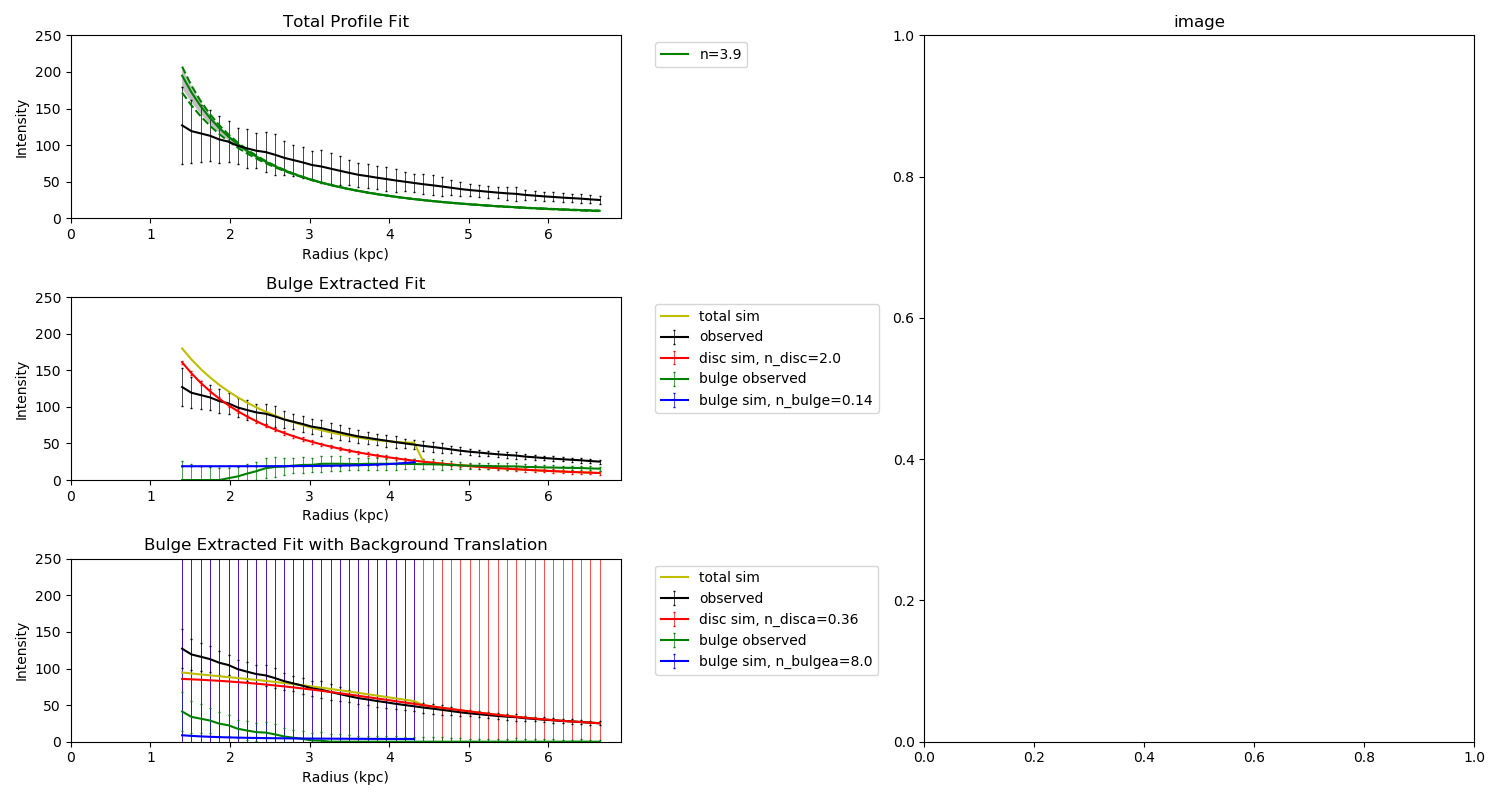 Total Profile Fit
250
200
150
100
50
0
Intensity
0 1 2 3 4 5 6
Radius (kpc)
n=3.9
Bulge Extracted Fit
250
200
150
100
50
0
Intensity
0 1 2 3 4 5 6
Radius (kpc)
total sim
observed
disc sim, n_disc=2.0
bulge observed
bulge sim, n_bulge=0.14
Bulge Extracted Fit with Background Translation
250
200
150
100
50
0
Intensity
0 1 2 3 4 5 6
Radius (kpc)
total sim
observed
disc sim, n_disca=0.36
bulge observed
bulge sim, n_bulgea=8.0
image
1.0
0.8
0.6
0.4
0.2
0.0
0.0 0.2 0.4 0.6 0.8 1.0